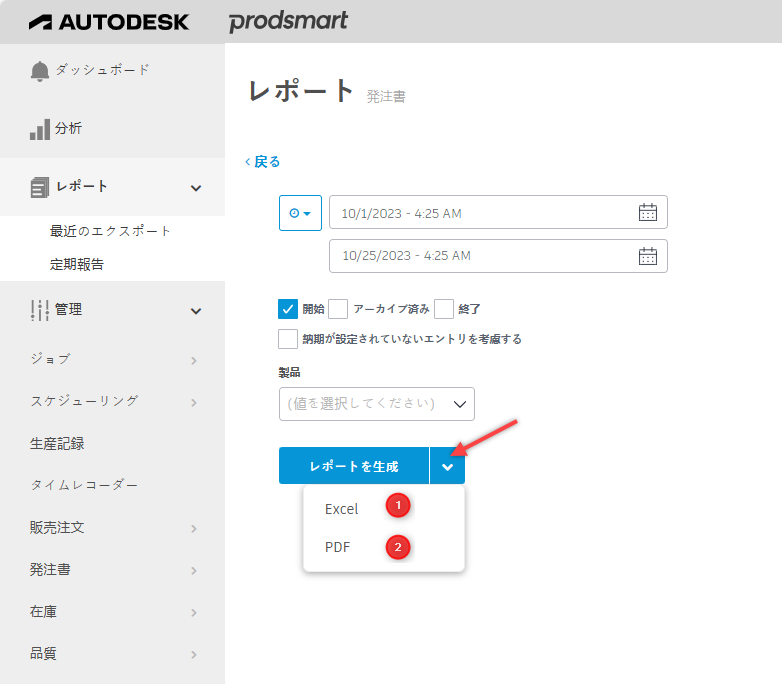 AUTODESK prodsmart
ダッシュボード
分析
レポート
最近のエクスポート
定期報告
管理
ジョブ
スケジューリング
生産記録
タイムレコーダー
販売注文
発注書
在庫
品質
レポート 発注書
戻る
10/1/2023 - 4:25 AM
10/25/2023 - 4:25 AM
開始 アーカイブ済み 終了
納期が設定されていないエントリを考慮する
製品
(値を選択してください)
レポートを生成
Excel 1
PDF 2